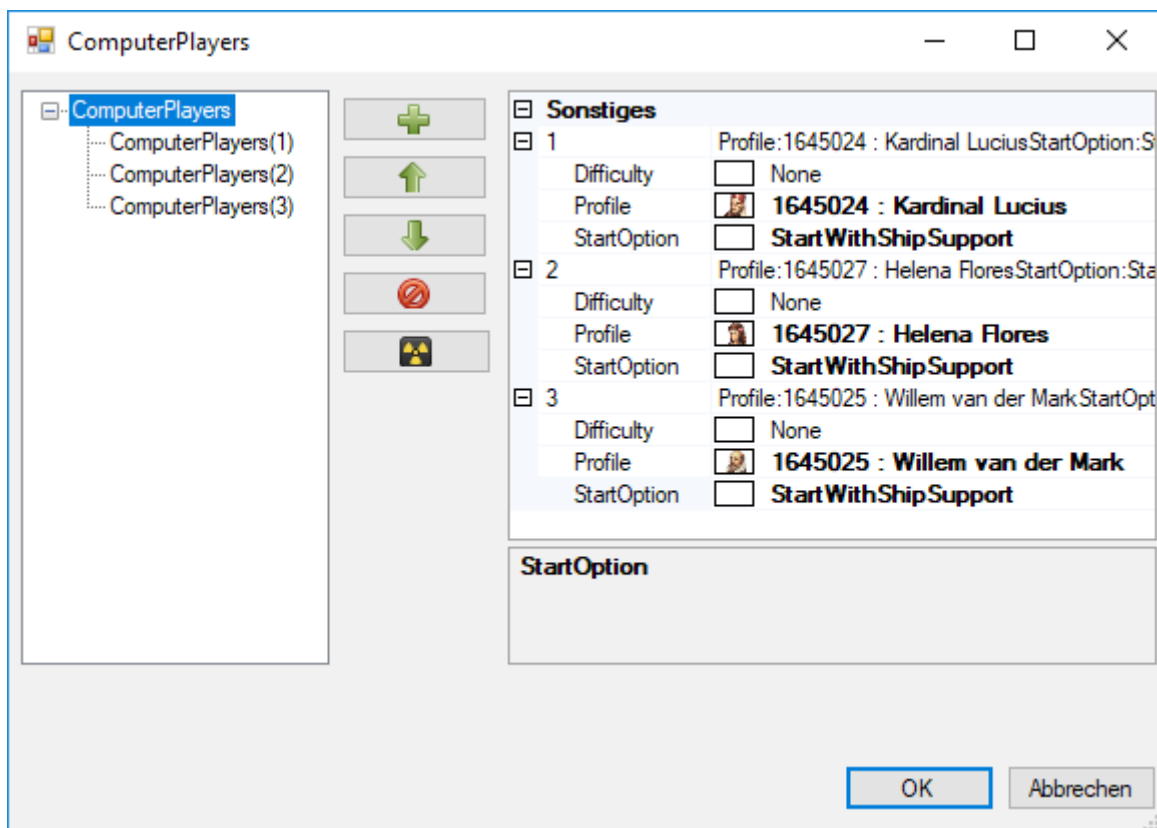 ComputerPlayers
ComputerPlayers
ComputerPlayers(1)
ComputerPlayers(2)
ComputerPlayers(3)
Sonstiges
1 Profile:1645024 : Kardinal LuciusStartOption:S
Difficulty None
Profile 1645024 : Kardinal Lucius
StartOption StartWithShipSupport
2 Profile:1645027 : Helena FloresStartOption:Sta
Difficulty None
Profile 1645027 : Helena Flores
StartOption StartWithShipSupport
3 Profile:1645025 : Willem van der MarkStartOpt
Difficulty None
Profile 1645025 : Willem van der Mark
StartOption StartWithShipSupport
StartOption
OK Abbrechen